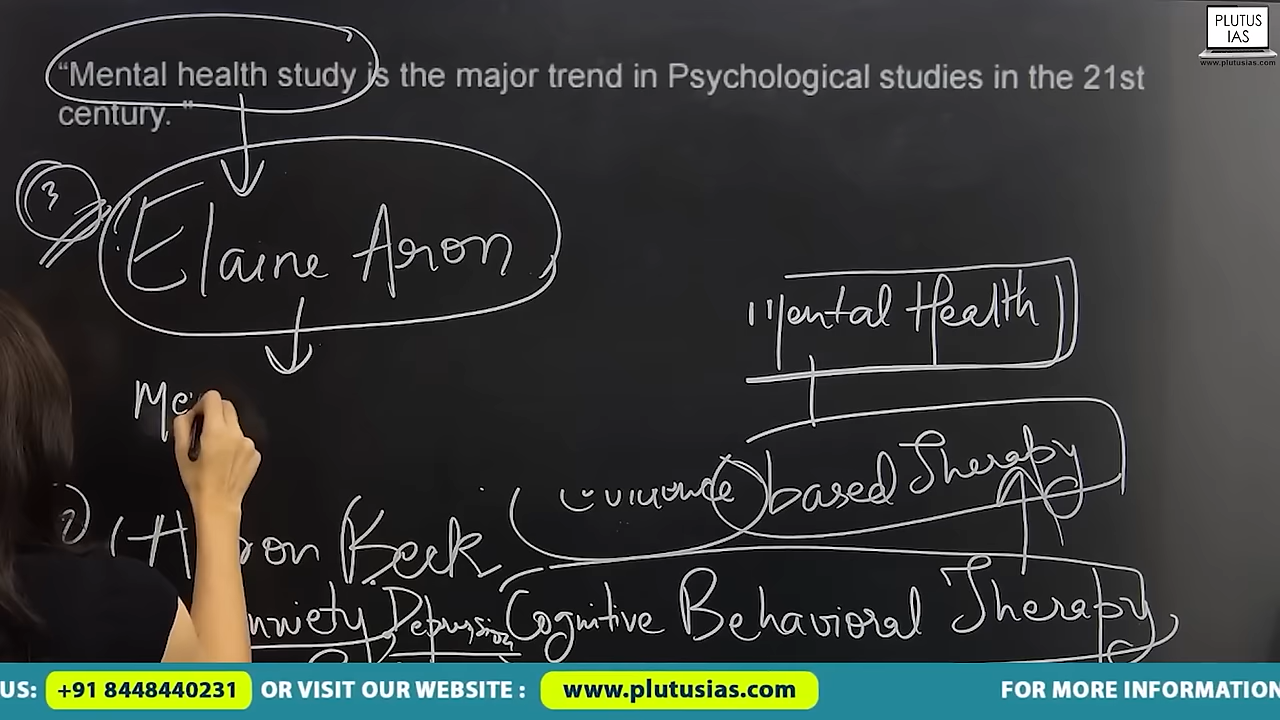 PLUTUS
IAS
www.plutusias.com
“Mental health study is the major trend in Psychological studies in the 21st
century. ”
3
Elaine Aron
Mental Health
Me
based Therapy
Beck
Depression Cognitive Behavioral Therapy
US: +91 8448440231 OR VISIT OUR WEBSITE : www.plutusias.com FOR MORE INFORMATION